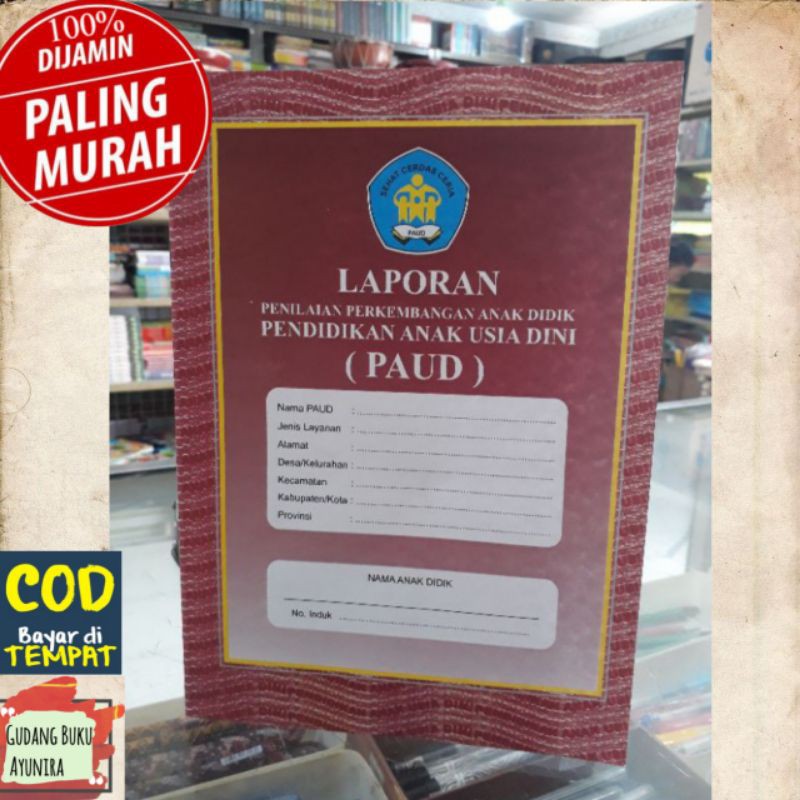 100%
DIJAMIN
PALING
MURAH
SEHAT CERDAS CERIA
PAUD
LAPORAN
PENILAIAN PERKEMBANGAN ANAK DIDIK
PENDIDIKAN ANAK USIA DINI
( PAUD )
Nama PAUD :
Jenis Layanan :
Alamat :
Desa/Kelurahan :
Kecamatan :
Kabupaten/Kota :
Provinsi :
NAMA ANAK DIDIK
No. Induk
COD
Bayar di
TEMPAT
GUDANG BUKU
AYUNIRA